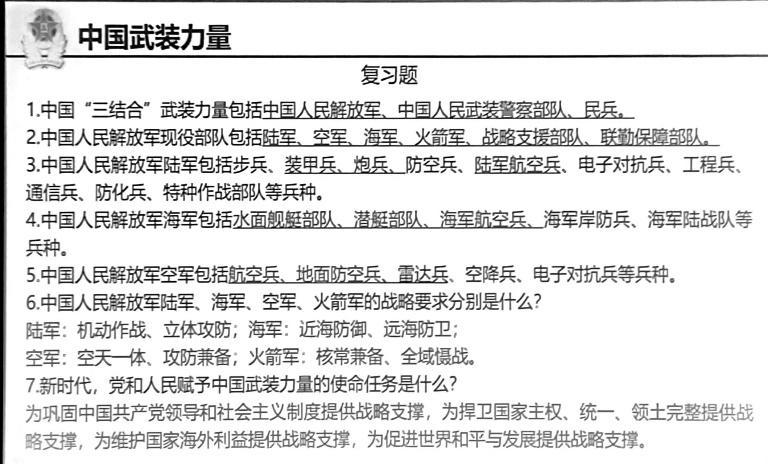 中国武装力量
复习题
1.中国“三结合”武装力量包括中国人民解放军、中国人民武装警察部队、民兵。
2.中国人民解放军现役部队包括陆军、空军、海军、火箭军、战略支援部队、联勤保障部队。
3.中国人民解放军陆军包括步兵、装甲兵、炮兵、防空兵、陆军航空兵、电子对抗兵、工程兵、
通信兵、防化兵、特种作战部队等兵种。
4.中国人民解放军海军包括水面舰艇部队、潜艇部队、海军航空兵、海军岸防兵、海军陆战队等
兵种。
5.中国人民解放军空军包括航空兵、地面防空兵、雷达兵、空降兵、电子对抗兵等兵种。
6.中国人民解放军陆军、海军、空军、火箭军的战略要求分别是什么?
陆军：机动作战、立体攻防；海军：近海防御、远海防卫；
空军：空天一体、攻防兼备；火箭军：核常兼备、全域慑战。
7.新时代，党和人民赋予中国武装力量的使命任务是什么?
为巩固中国共产党领导和社会主义制度提供战略支撑，为捍卫国家主权、统一、领土完整提供战
略支撑，为维护国家海外利益提供战略支撑，为促进世界和平与发展提供战略支撑。